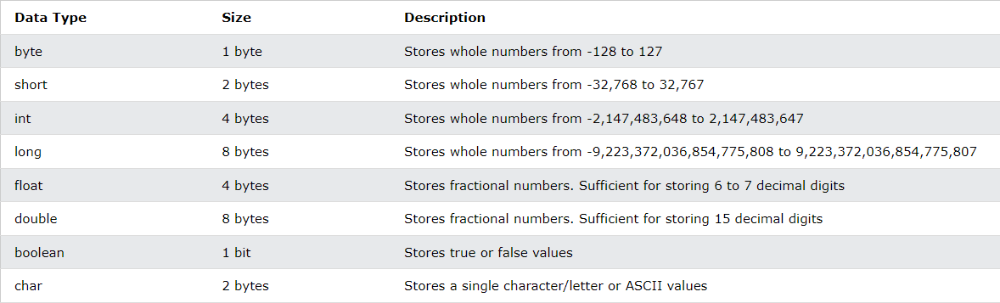 Data Type Size Description
byte 1 byte Stores whole numbers from -128 to 127
short 2 bytes Stores whole numbers from -32,768 to 32,767
int 4 bytes Stores whole numbers from -2,147,483,648 to 2,147,483,647
long 8 bytes Stores whole numbers from -9,223,372,036,854,775,808 to 9,223,372,036,854,775,807
float 4 bytes Stores fractional numbers. Sufficient for storing 6 to 7 decimal digits
double 8 bytes Stores fractional numbers. Sufficient for storing 15 decimal digits
boolean 1 bit Stores true or false values
char 2 bytes Stores a single character/letter or ASCII values